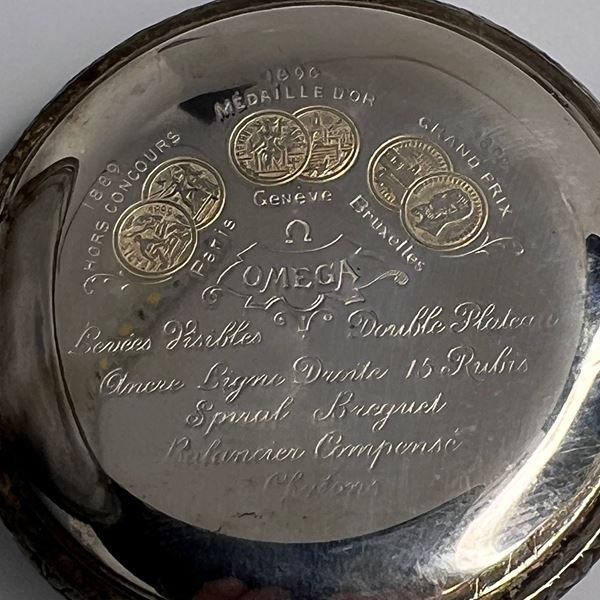 1889
HORS CONCOURS
Paris
1896
MÉDAILLE D'OR
Genève
GRAND PRIX
Bruxelles
Ω
OMEGA
Levées Visibles Double Plateau
Ancre Ligne Droite 15 Rubis
Spiral Breguet
Balancier Compensé
Chatons